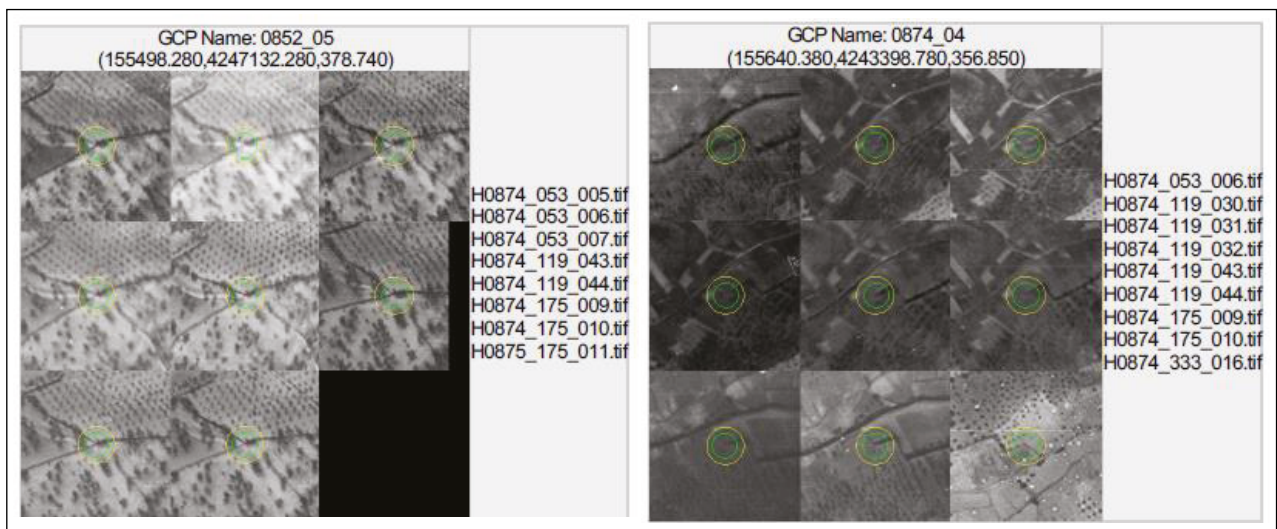 GCP Name: 0852_05
(155498.280,4247132.280,378.740)
H0874_053_005.tif
H0874_053_006.tif
H0874_053_007.tif
H0874_119_043.tif
H0874_119_044.tif
H0874_175_009.tif
H0874_175_010.tif
H0875_175_011.tif
GCP Name: 0874_04
(155640.380,4243398.780,356.850)
H0874_053_006.tif
H0874_119_030.tif
H0874_119_031.tif
H0874_119_032.tif
H0874_119_043.tif
H0874_119_044.tif
H0874_175_009.tif
H0874_175_010.tif
H0874_333_016.tif